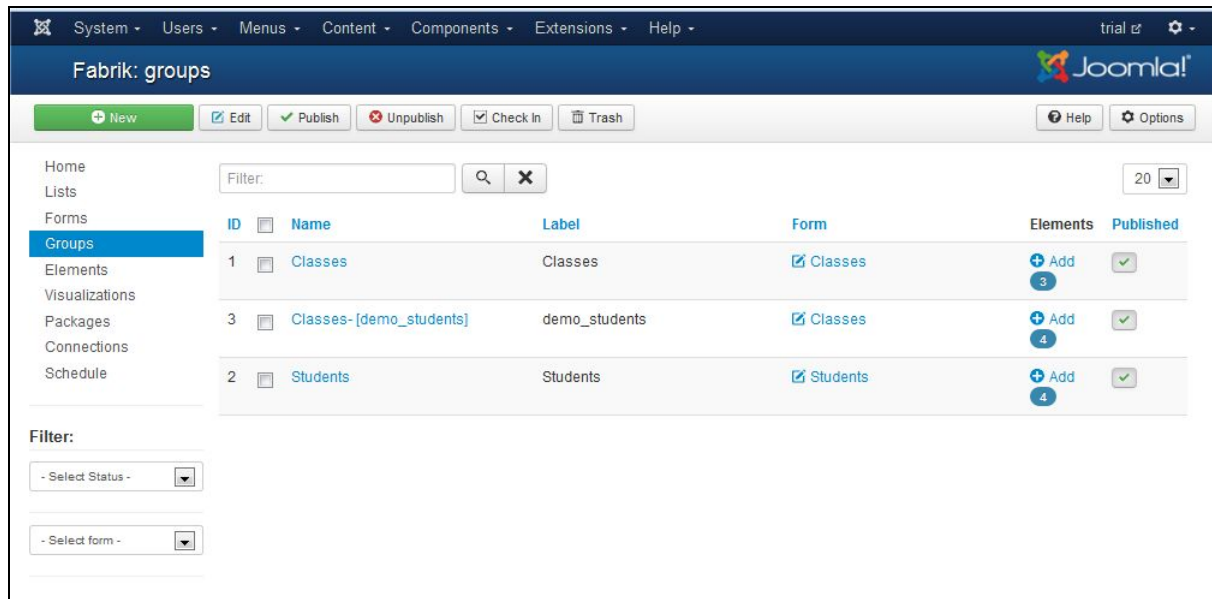 System Users Menus Content Components Extensions Help trial
Fabrik: groups Joomla!
New Edit Publish Unpublish Check In Trash Help Options
Home
Lists
Forms
Groups
Elements
Visualizations
Packages
Connections
Schedule
Filter:
- Select Status -
- Select form -
Filter: 20
ID Name Label Form Elements Published
1 Classes Classes Classes Add
3
3 Classes- [demo_students] demo_students Classes Add
4
2 Students Students Students Add
4